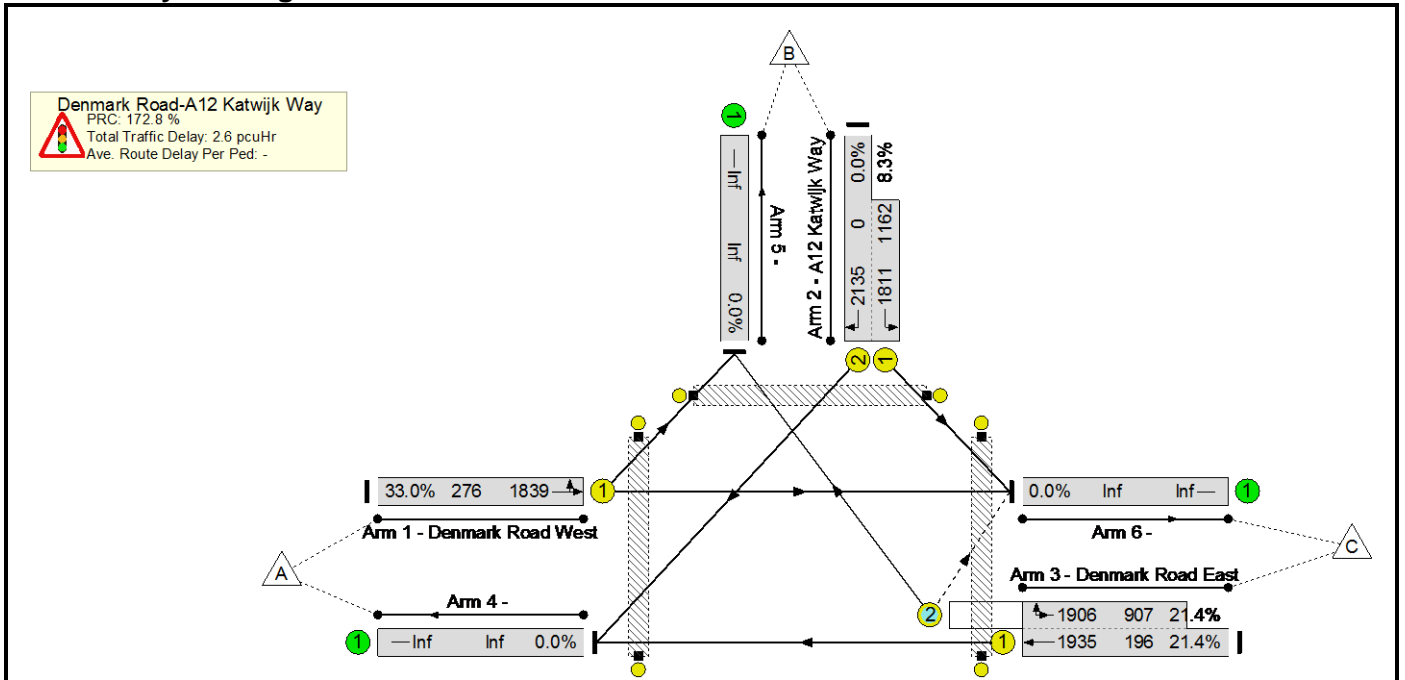 Denmark Road-A12 Katwijk Way
PRC: 172.8 %
Total Traffic Delay: 2.6 pcuHr
Ave. Route Delay Per Ped: -
B
1
Inf Inf 0.0%
Arm 5 -
Arm 2 - A12 Katwijk Way
2135 0 0.0%
1811 1162 8.3%
2
1
33.0% 276 1839
1
Arm 1 - Denmark Road West
A
Arm 4 -
1
Inf Inf 0.0%
0.0% Inf Inf
1
Arm 6 -
C
Arm 3 - Denmark Road East
2
1906 907 21.4%
1
1935 196 21.4%